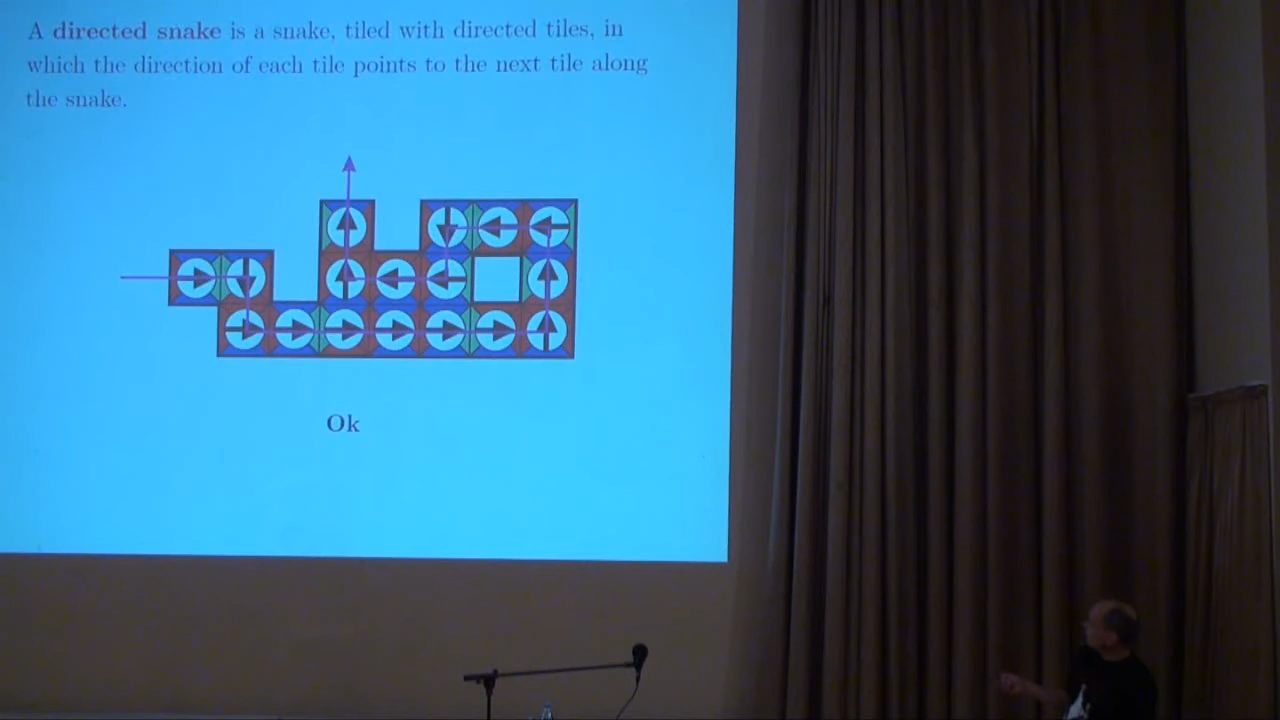 A directed snake is a snake, tiled with directed tiles, in
which the direction of each tile points to the next tile along
the snake.
Ok